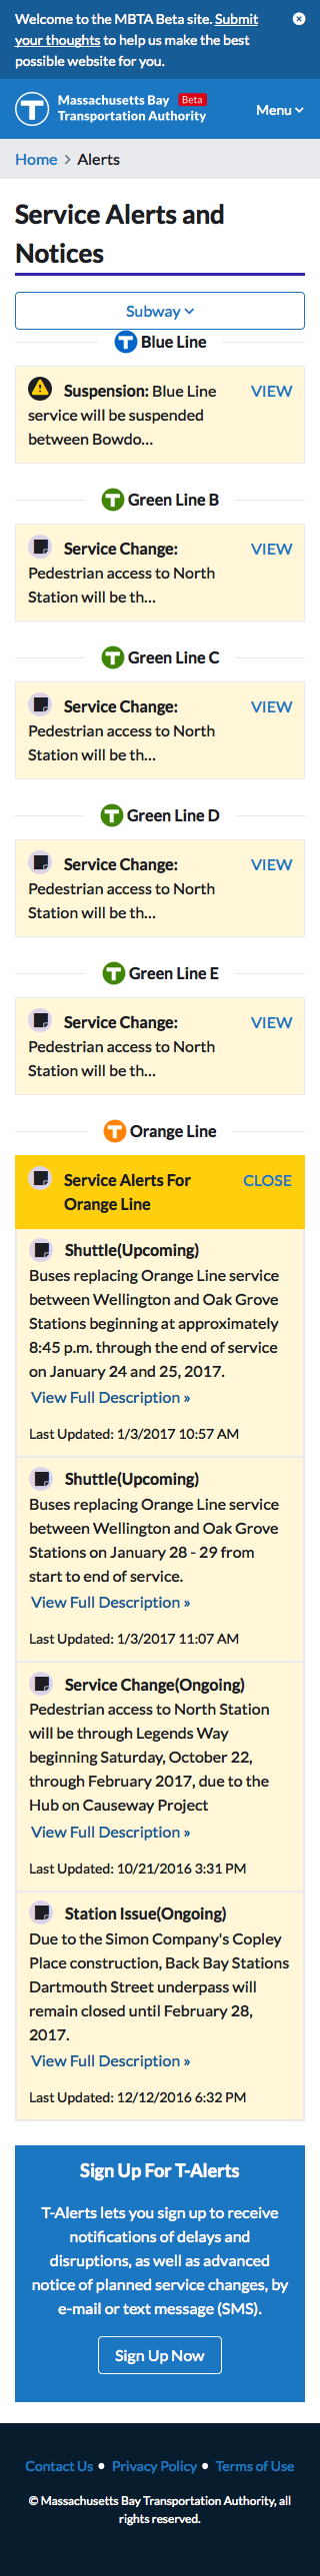 Welcome to the MBTA Beta site. Submit
your thoughts to help us make the best
possible website for you.
T Massachusetts Bay Beta
Transportation Authority
Menu
Home > Alerts
Service Alerts and
Notices
Subway
T Blue Line
Suspension: Blue Line VIEW
service will be suspended
between Bowdo...
T Green Line B
Service Change: VIEW
Pedestrian access to North
Station will be th...
T Green Line C
Service Change: VIEW
Pedestrian access to North
Station will be th...
T Green Line D
Service Change: VIEW
Pedestrian access to North
Station will be th...
T Green Line E
Service Change: VIEW
Pedestrian access to North
Station will be th...
T Orange Line
Service Alerts For CLOSE
Orange Line
Shuttle(Upcoming)
Buses replacing Orange Line service
between Wellington and Oak Grove
Stations beginning at approximately
8:45 p.m. through the end of service
on January 24 and 25, 2017.
View Full Description »
Last Updated: 1/3/2017 10:57 AM
Shuttle(Upcoming)
Buses replacing Orange Line service
between Wellington and Oak Grove
Stations on January 28 - 29 from
start to end of service.
View Full Description »
Last Updated: 1/3/2017 11:07 AM
Service Change(Ongoing)
Pedestrian access to North Station
will be through Legends Way
beginning Saturday, October 22,
through February 2017, due to the
Hub on Causeway Project
View Full Description »
Last Updated: 10/21/2016 3:31 PM
Station Issue(Ongoing)
Due to the Simon Company's Copley
Place construction, Back Bay Stations
Dartmouth Street underpass will
remain closed until February 28,
2017.
View Full Description »
Last Updated: 12/12/2016 6:32 PM
Sign Up For T-Alerts
T-Alerts lets you sign up to receive
notifications of delays and
disruptions, as well as advanced
notice of planned service changes, by
e-mail or text message (SMS).
Sign Up Now
Contact Us • Privacy Policy • Terms of Use
© Massachusetts Bay Transportation Authority, all
rights reserved.